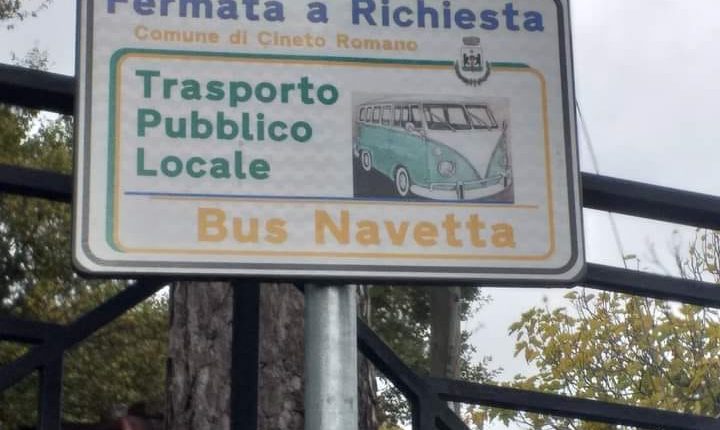 Fermata a Richiesta
Comune di Cineto Romano
Trasporto
Pubblico
Locale
Bus Navetta